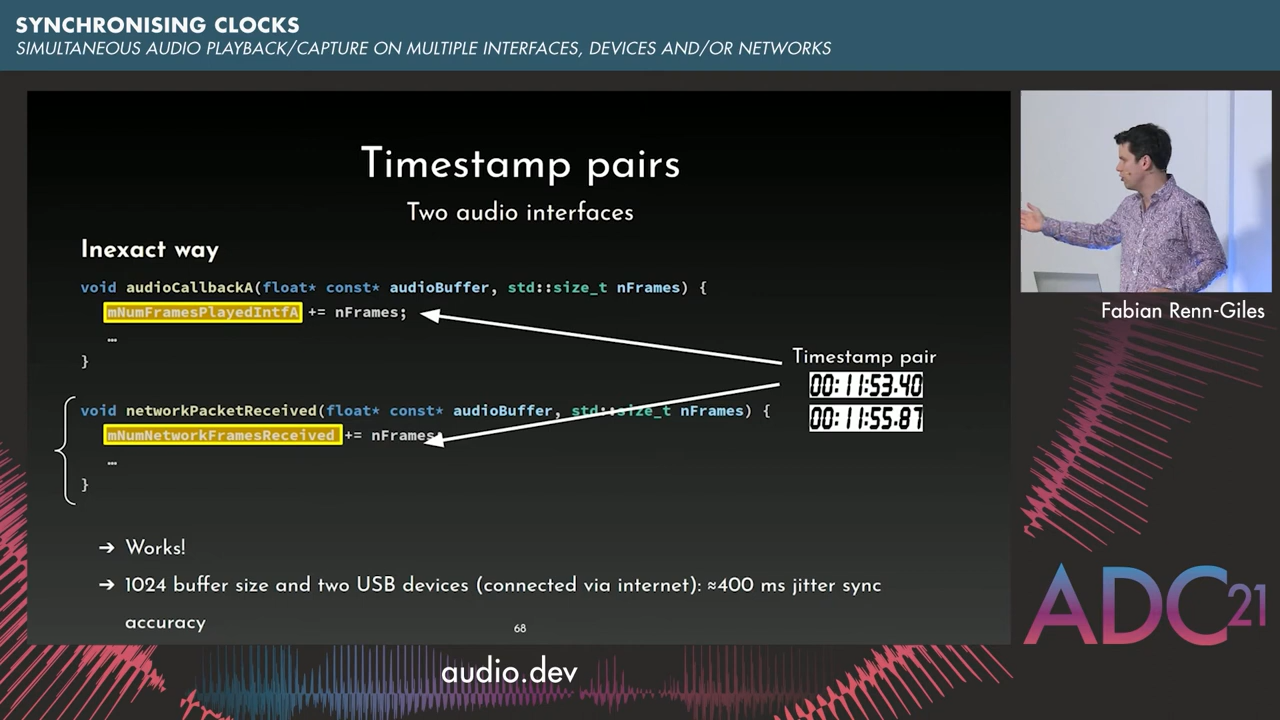 SYNCHRONISING CLOCKS
SIMULTANEOUS AUDIO PLAYBACK/CAPTURE ON MULTIPLE INTERFACES, DEVICES AND/OR NETWORKS
Timestamp pairs
Two audio interfaces
Inexact way
void audioCallbackA(float* const* audioBuffer, std::size_t nFrames) {
mNumFramesPlayedIntfA += nFrames;
…
}
Timestamp pair
00:11:53.40
00:11:55.87
void networkPacketReceived(float* const* audioBuffer, std::size_t nFrames) {
mNumNetworkFramesReceived += nFrames;
…
}
➔ Works!
➔ 1024 buffer size and two USB devices (connected via internet): ≈400 ms jitter sync
accuracy
68
Fabian Renn-Giles
ADC21
audio.dev